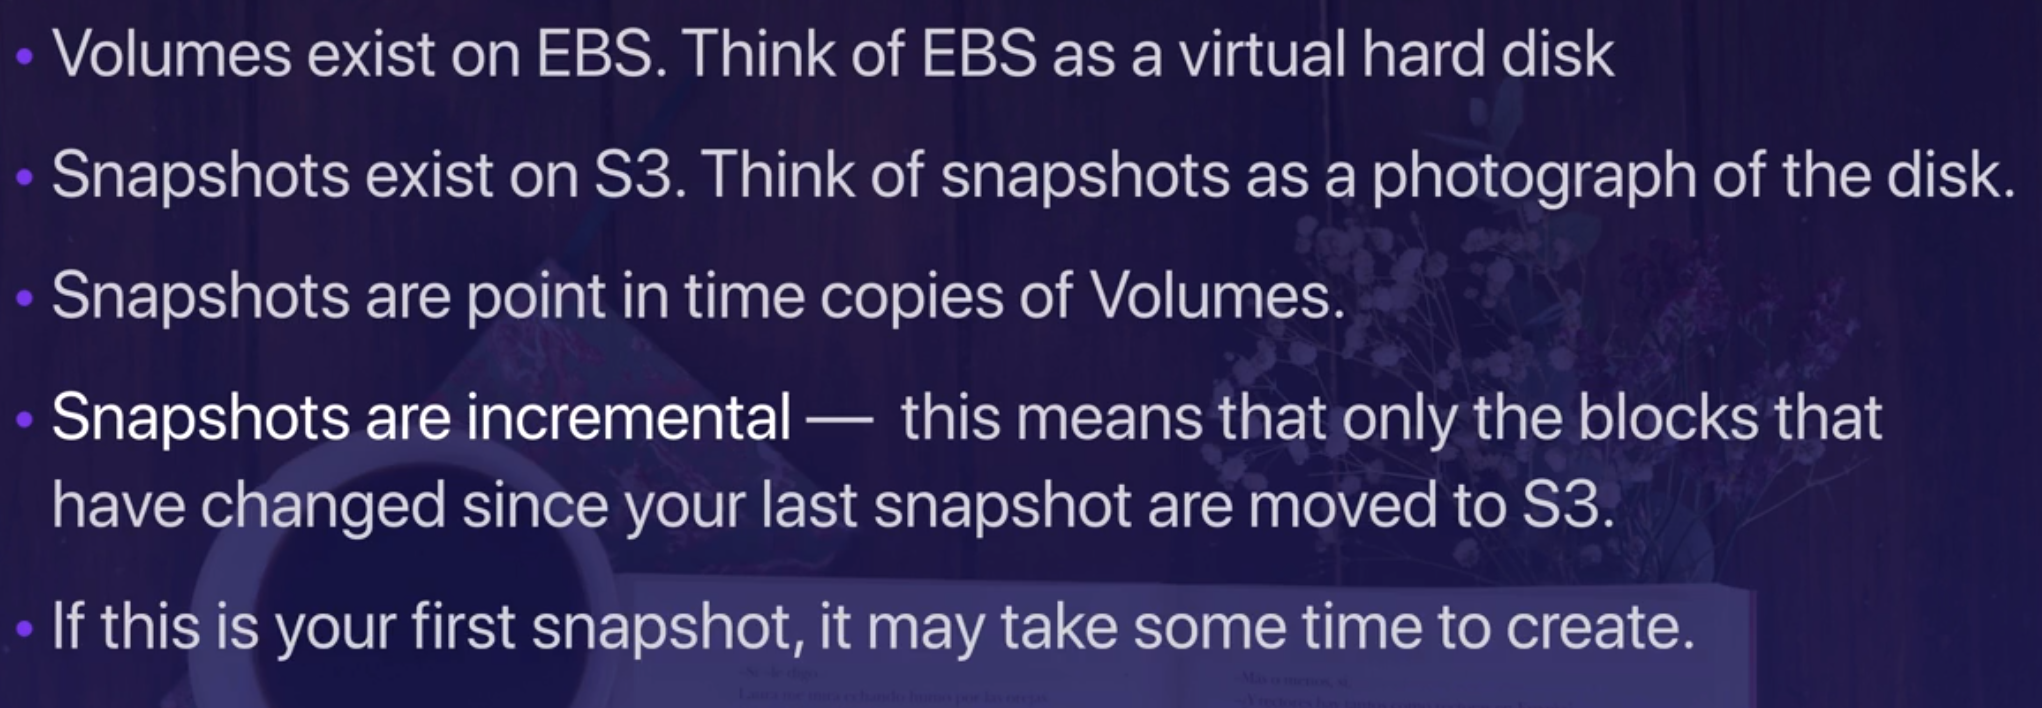 • Volumes exist on EBS. Think of EBS as a virtual hard disk
• Snapshots exist on S3. Think of snapshots as a photograph of the disk.
• Snapshots are point in time copies of Volumes.
• Snapshots are incremental — this means that only the blocks that
have changed since your last snapshot are moved to S3.
• If this is your first snapshot, it may take some time to create.